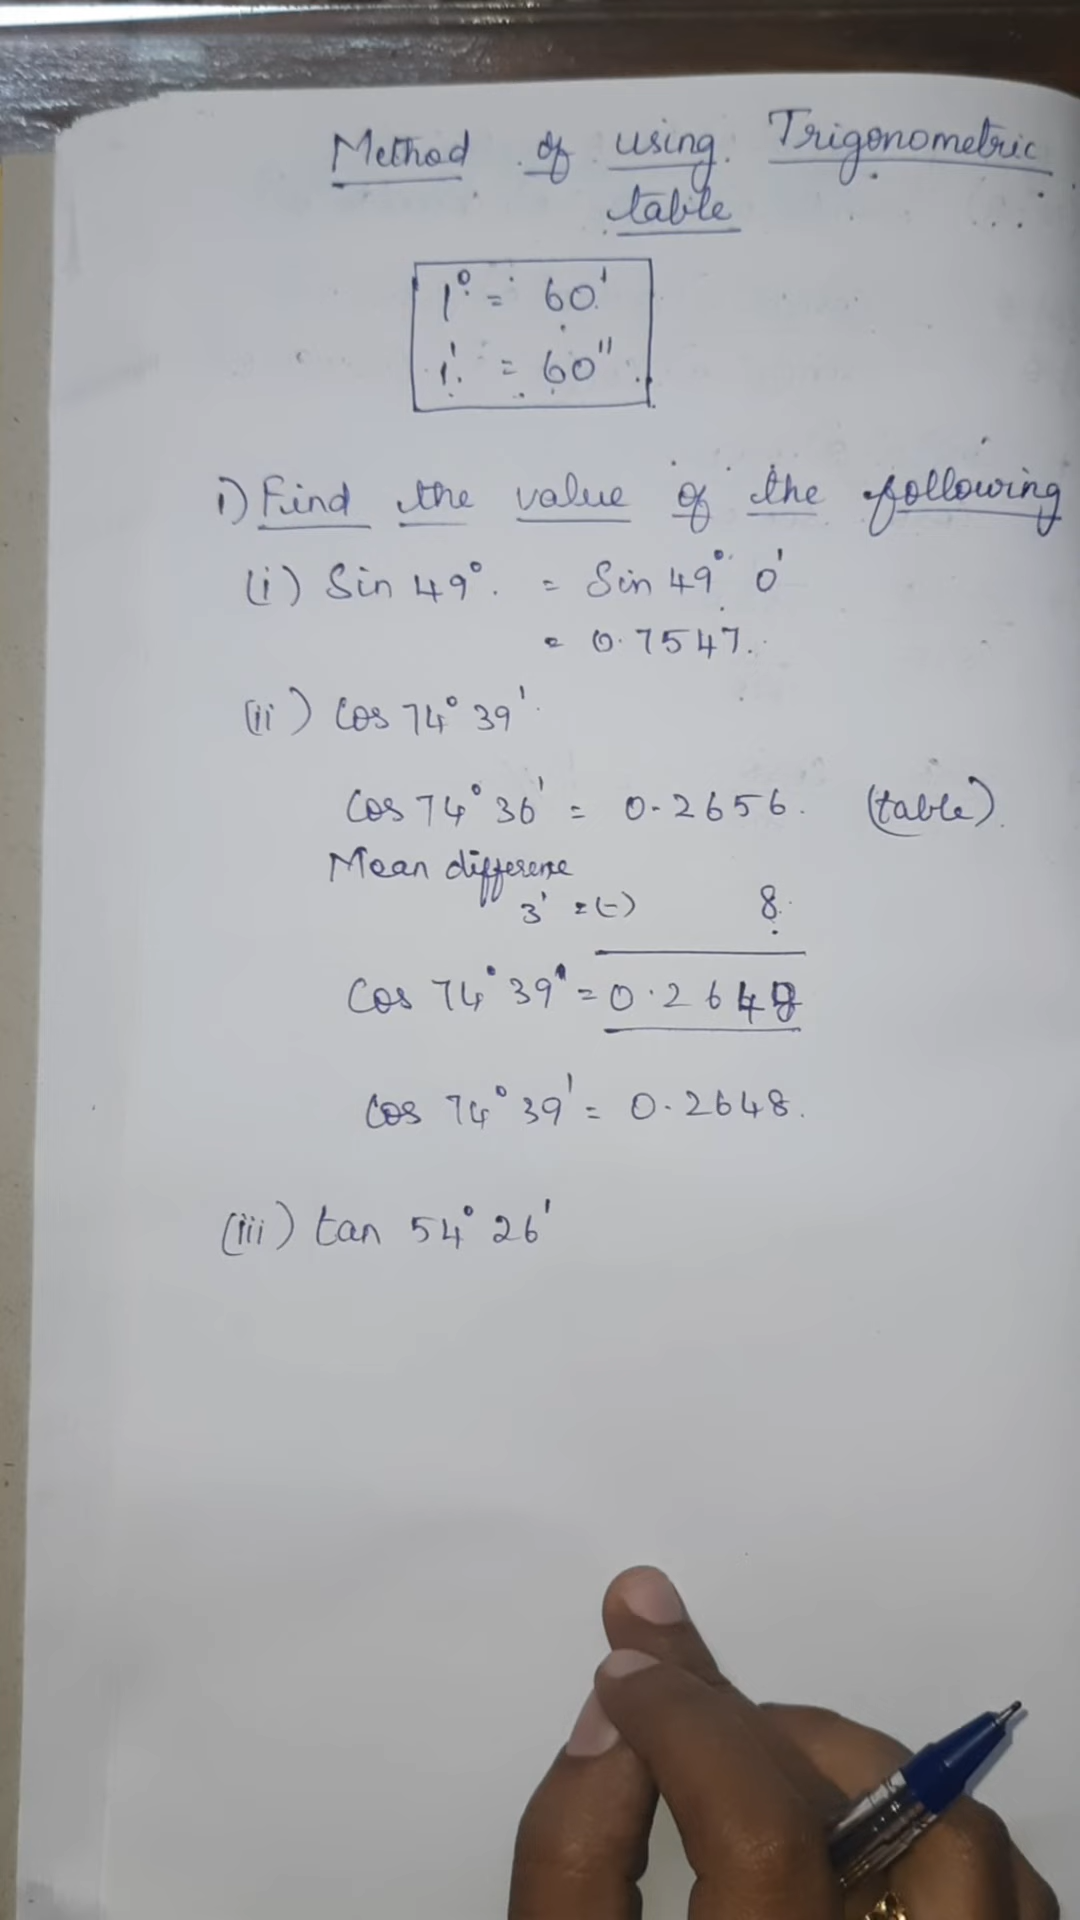 Method of using Trigonometric
table
1° = 60'
1' = 60"
1) Find the value of the following
(i) Sin 49° = Sin 49° 0'
= 0.7547.
(ii) Cos 74° 39'
Cos 74° 36' = 0.2656. (table).
Mean difference
3' = (-) 8
Cos 74° 39' = 0.2648
Cos 74° 39' = 0.2648.
(iii) tan 54° 26'